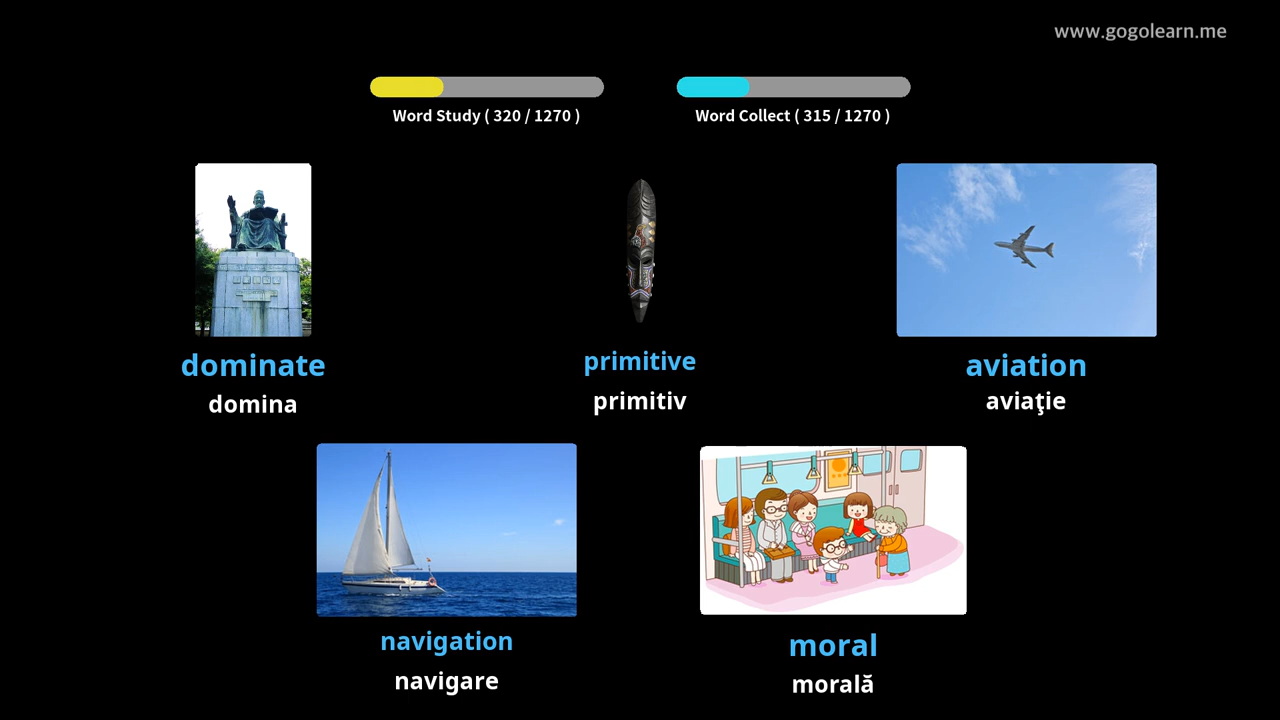 www.gogolearn.me
Word Study ( 320 / 1270 )
Word Collect ( 315 / 1270 )
dominate
domina
primitive
primitiv
aviation
aviaţie
navigation
navigare
moral
morală